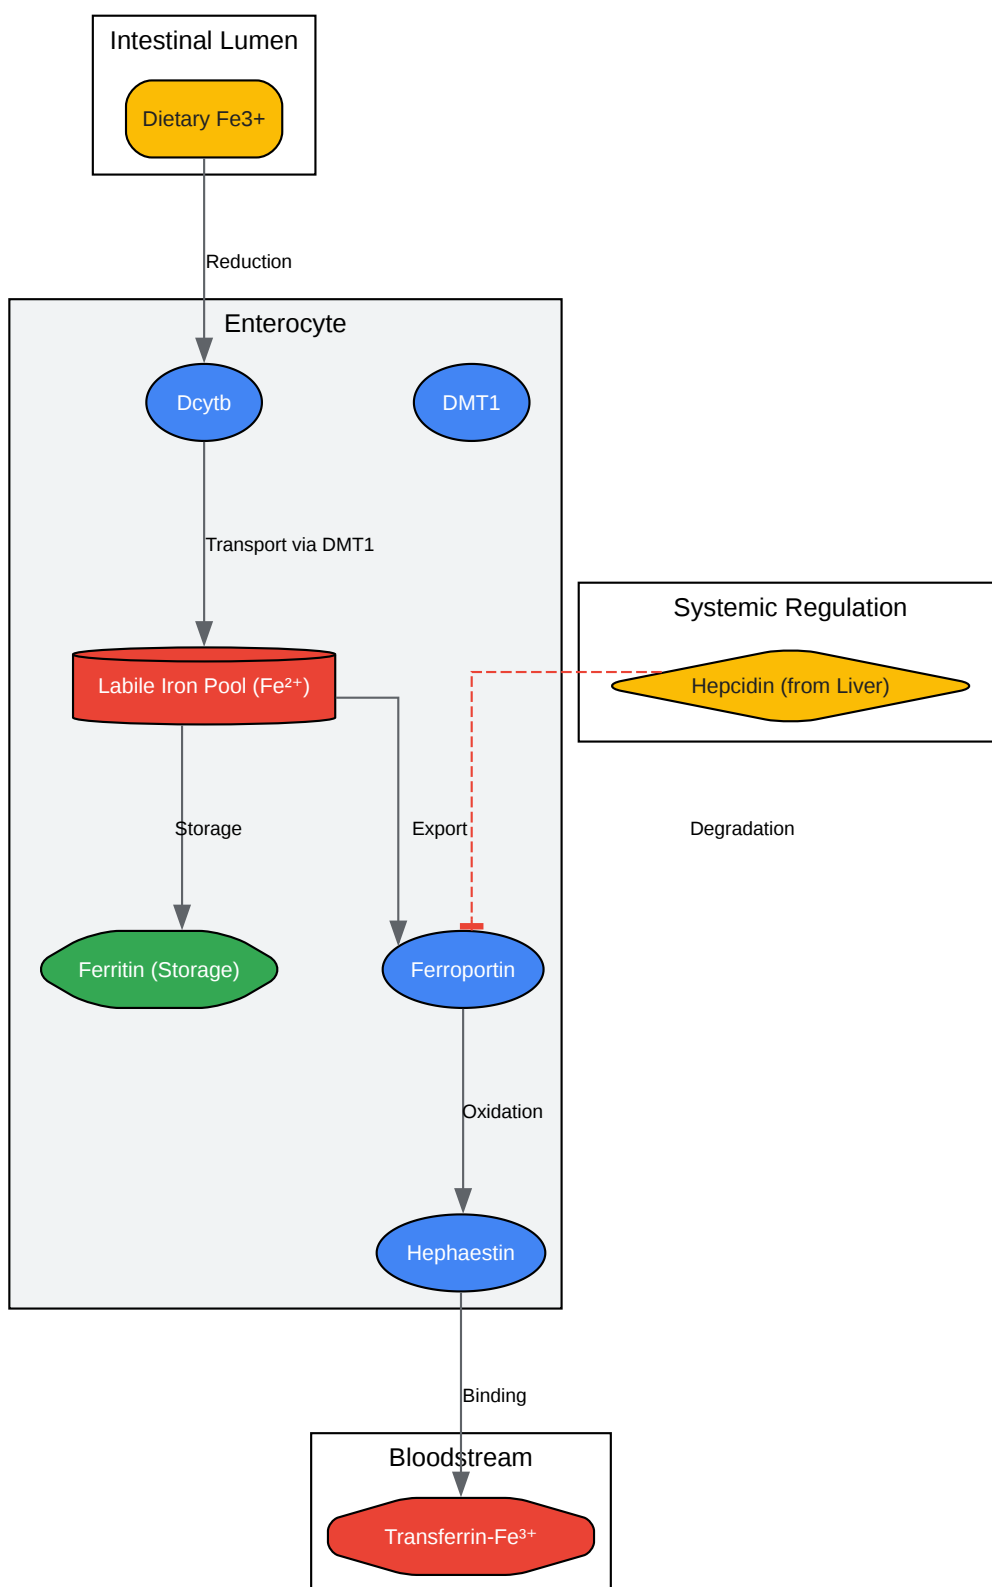 Intestinal Lumen
Dietary Fe3+
Reduction
Enterocyte
Dcytb
DMT1
Transport via DMT1
Systemic Regulation
Labile Iron Pool (Fe²⁺)
Hepcidin (from Liver)
Storage
Export
Degradation
Ferritin (Storage)
Ferroportin
Oxidation
Hephaestin
Binding
Bloodstream
Transferrin-Fe³⁺